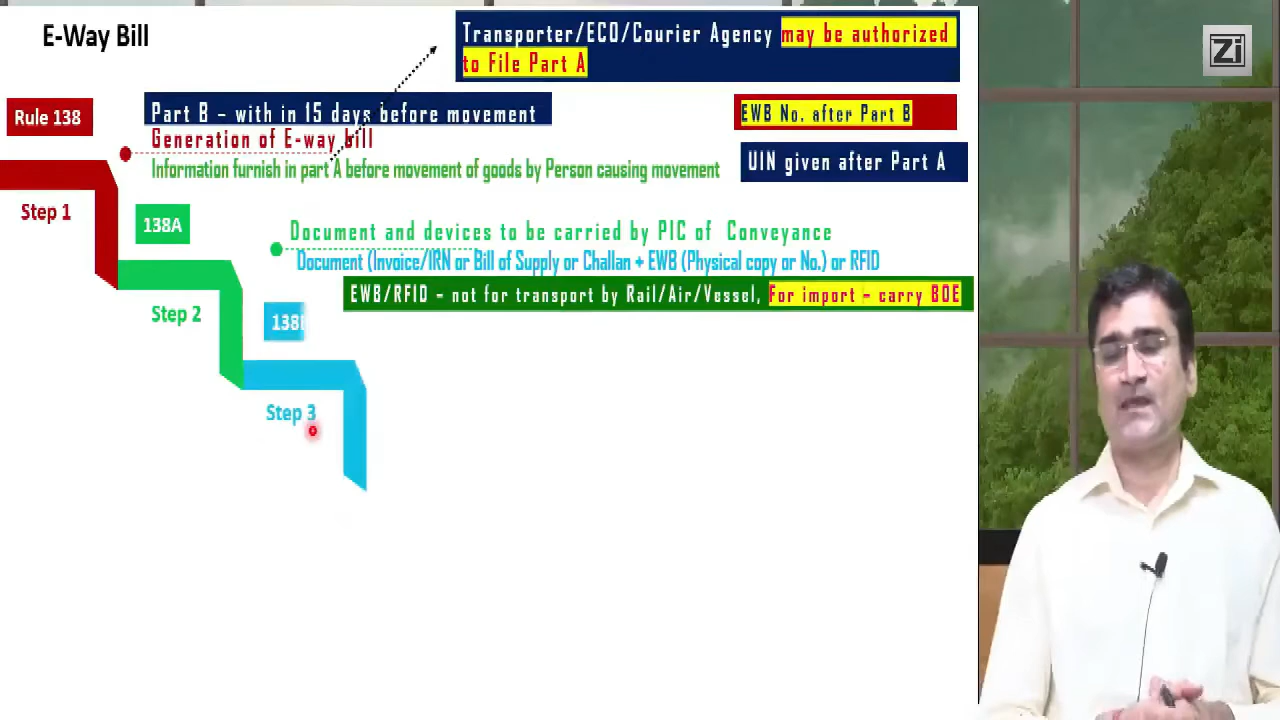 E-Way Bill
Transporter/ECO/Courier Agency may be authorized
to File Part A
Zi
Rule 138
Part B – with in 15 days before movement
EWB No. after Part B
Generation of E-way bill
Information furnish in part A before movement of goods by Person causing movement
UIN given after Part A
Step 1
138A
Document and devices to be carried by PIC of Conveyance
Document (Invoice/IRN or Bill of Supply or Challan + EWB (Physical copy or No.) or RFID
EWB/RFID – not for transport by Rail/Air/Vessel, For import – carry BOE
Step 2
138
Step 3